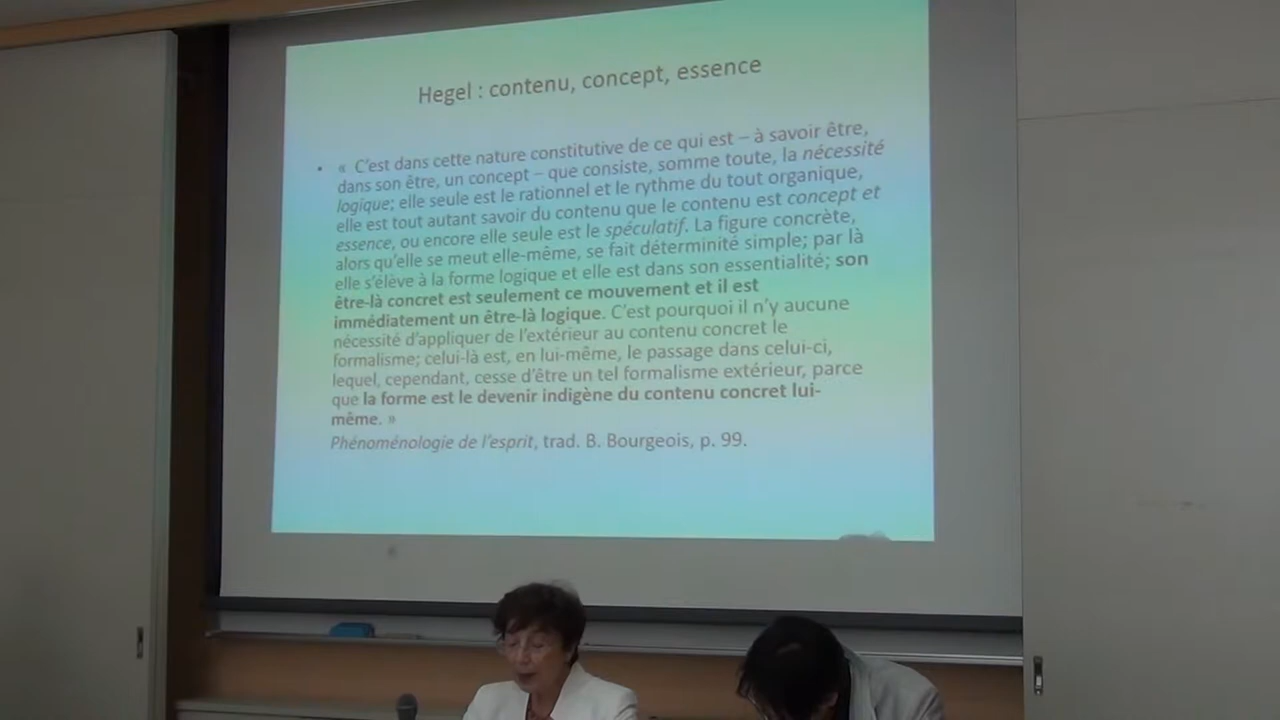 Hegel : contenu, concept, essence
• « C'est dans cette nature constitutive de ce qui est – à savoir être,
dans son être, un concept – que consiste, somme toute, la nécessité
logique; elle seule est le rationnel et le rythme du tout organique,
elle est tout autant savoir du contenu que le contenu est concept et
essence, ou encore elle seule est le spéculatif. La figure concrète,
alors qu'elle se meut elle-même, se fait déterminité simple; par là
elle s'élève à la forme logique et elle est dans son essentialité; son
être-là concret est seulement ce mouvement et il est
immédiatement un être-là logique. C'est pourquoi il n'y aucune
nécessité d'appliquer de l'extérieur au contenu concret le
formalisme; celui-là est, en lui-même, le passage dans celui-ci,
lequel, cependant, cesse d'être un tel formalisme extérieur, parce
que la forme est le devenir indigène du contenu concret lui-
même. »
Phénoménologie de l'esprit, trad. B. Bourgeois, p. 99.